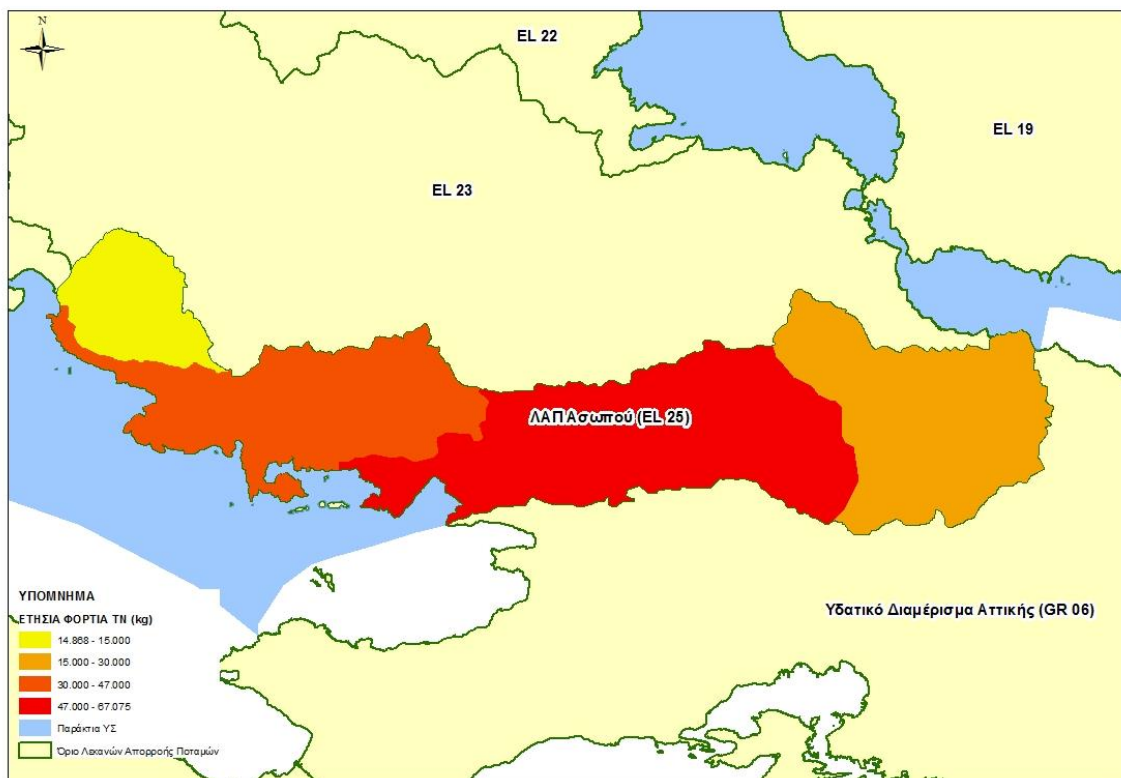 N
EL 22
EL 19
EL 23
ΛΑΠ Ασωπού (EL 25)
Υδατικό Διαμέρισμα Αττικής (GR 06)
ΥΠΟΜΝΗΜΑ
ΕΤΗΣΙΑ ΦΟΡΤΙΑ ΤΝ (kg)
14.868 - 15.000
15.000 - 30.000
30.000 - 47.000
47.000 - 67.075
Παράκτια ΥΣ
Όριο Λεκανών Απορροής Ποταμών